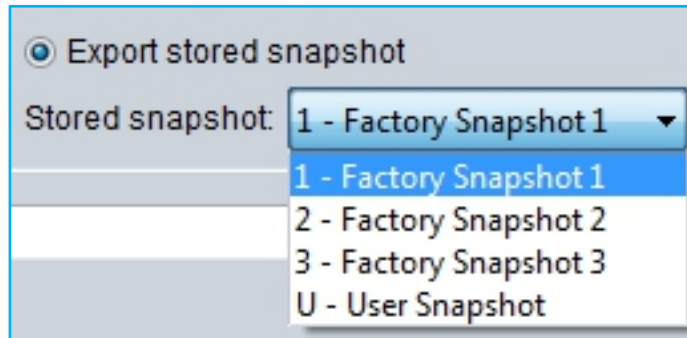 Export stored snapshot
Stored snapshot: 1 - Factory Snapshot 1
1 - Factory Snapshot 1
2 - Factory Snapshot 2
3 - Factory Snapshot 3
U - User Snapshot